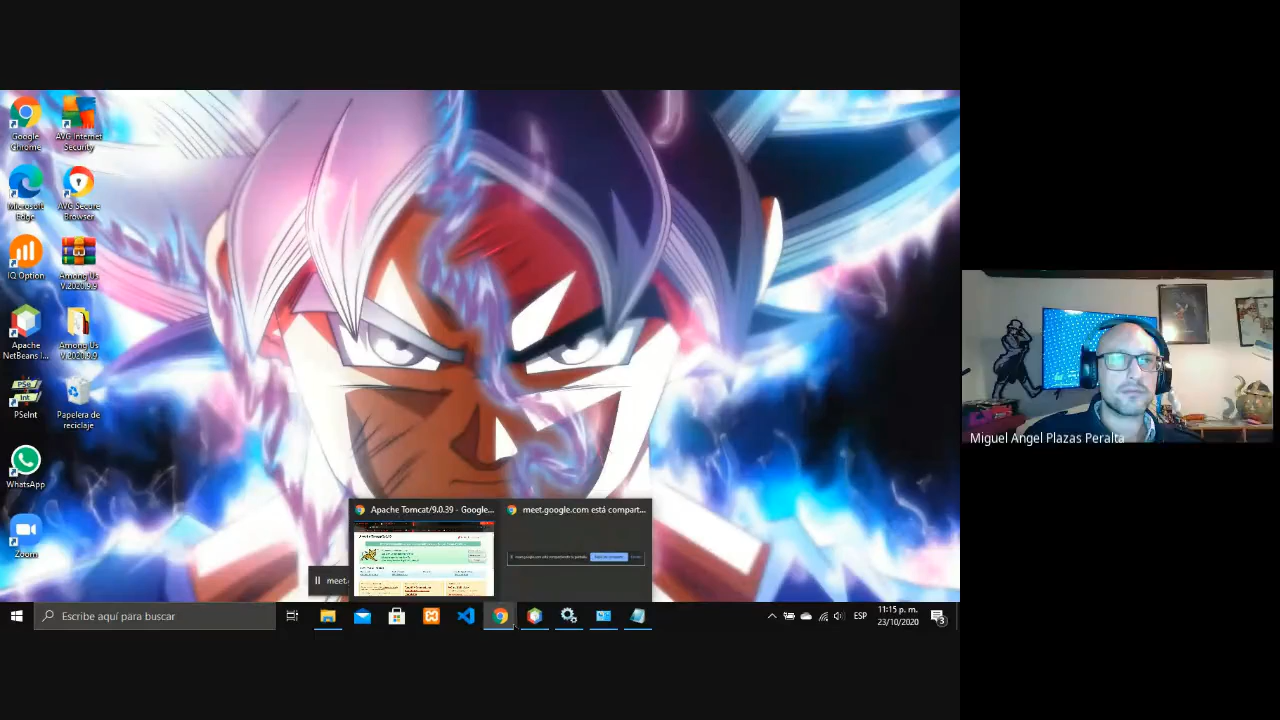 Google
Chrome
AVG Internet
Security
Microsoft
Edge
AVG Secure
Browser
IQ Option
Among Us
V.2020.9.9
Apache
NetBeans I...
Among Us
V.2020.9.9
PSeInt
Papelera de
reciclaje
WhatsApp
Zoom
Apache Tomcat/9.0.39 - Google...
meet.google.com está compart...
meet.
Escribe aquí para buscar
ESP
11:15 p. m.
23/10/2020
3
Miguel Angel Plazas Peralta